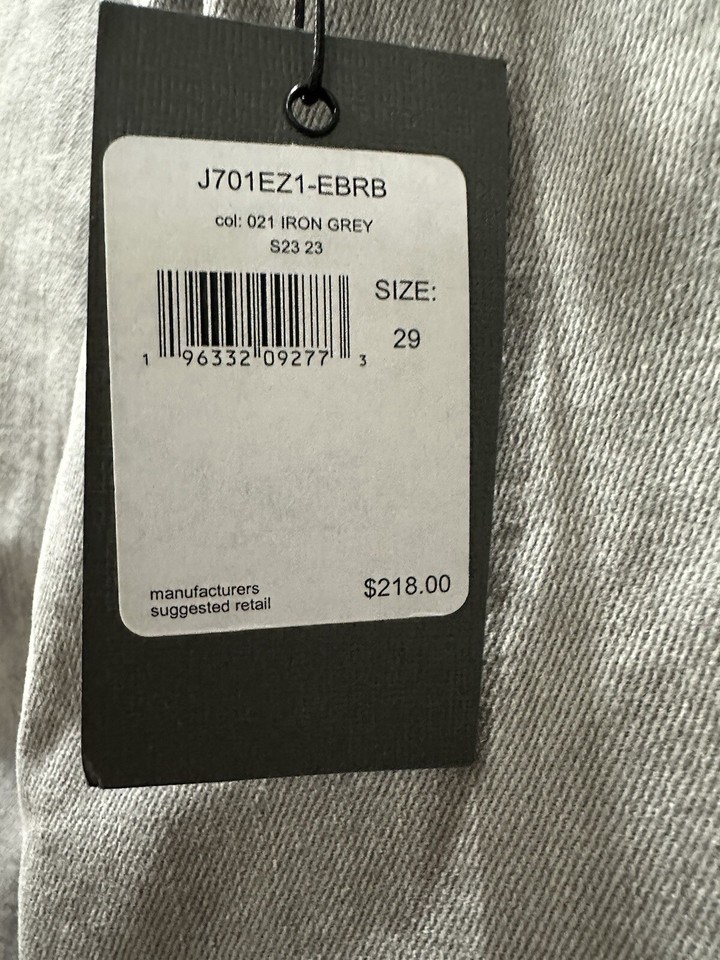 J701EZ1-EBRB
col: 021 IRON GREY
S23 23
SIZE:
29
1 96332 09277 3
manufacturers
suggested retail
$218.00